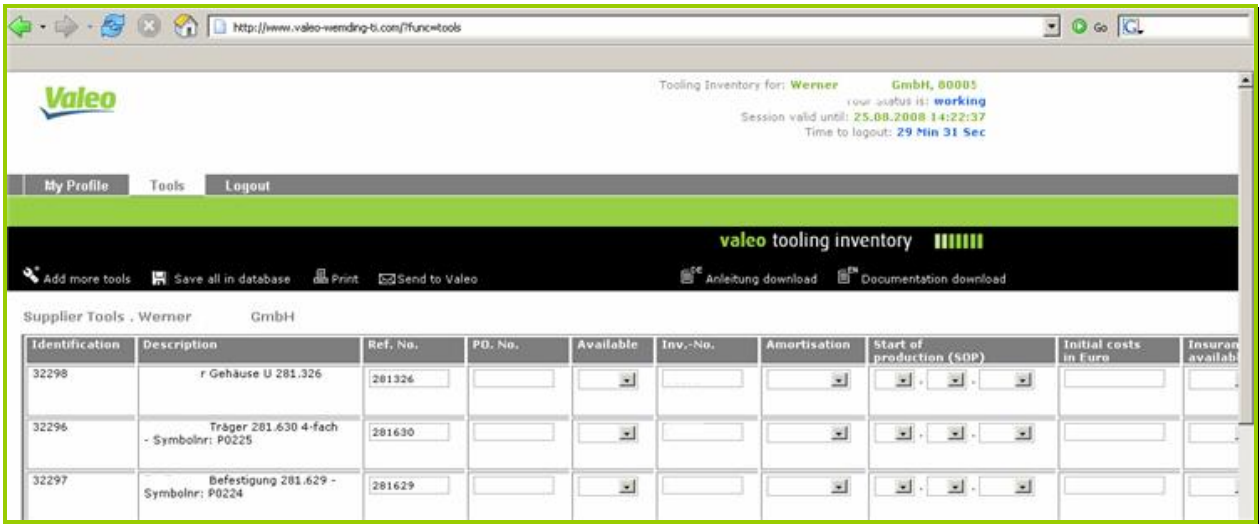 http://www.valeo-wemding-ti.com/?func=tools
Go
G
Valeo
Tooling Inventory for: Werner GmbH, 80085
Your Status is: working
Session valid until: 25.08.2008 14:22:37
Time to logout: 29 Min 31 Sec
My Profile Tools Logout
valeo tooling inventory
Add more tools Save all in database Print Send to Valeo DE Anleitung download EN Documentation download
Supplier Tools . Werner GmbH
Identification Description Ref. No. PO. No. Available Inv.-No. Amortisation Start of production (SOP) Initial costs in Euro Insuran availabl
32298 r Gehäuse U 281.326 281326
32296 Träger 281.630 4-fach 281630
- Symbolnr: P0225
32297 Befestigung 281.629 - 281629
Symbolnr: P0224